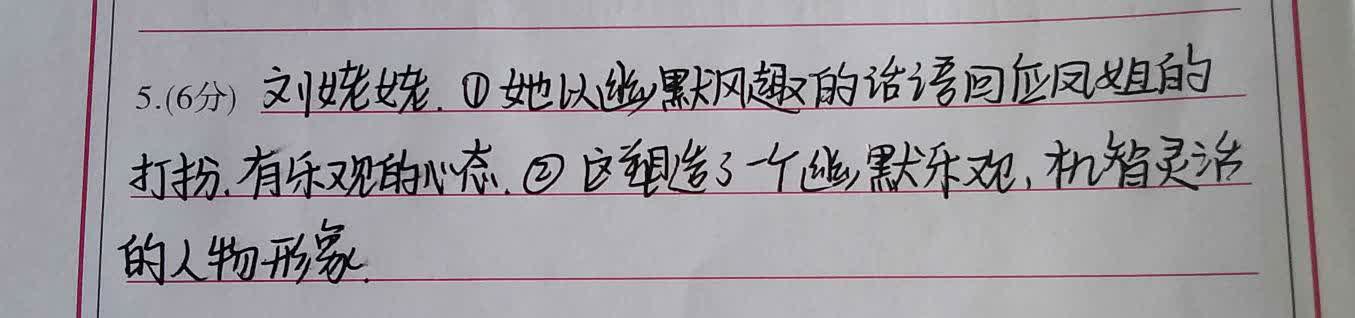 5.(6分) 刘姥姥.①她以幽默风趣的话语回应凤姐的
打扮.有乐观的心态.②这塑造了一个幽默乐观,机智灵活
的人物形象.